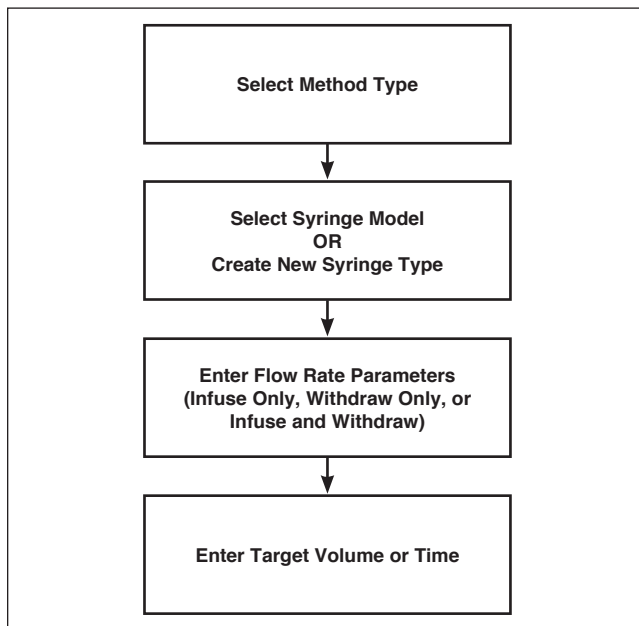 Select Method Type
Select Syringe Model
OR
Create New Syringe Type
Enter Flow Rate Parameters
(Infuse Only, Withdraw Only, or
Infuse and Withdraw)
Enter Target Volume or Time